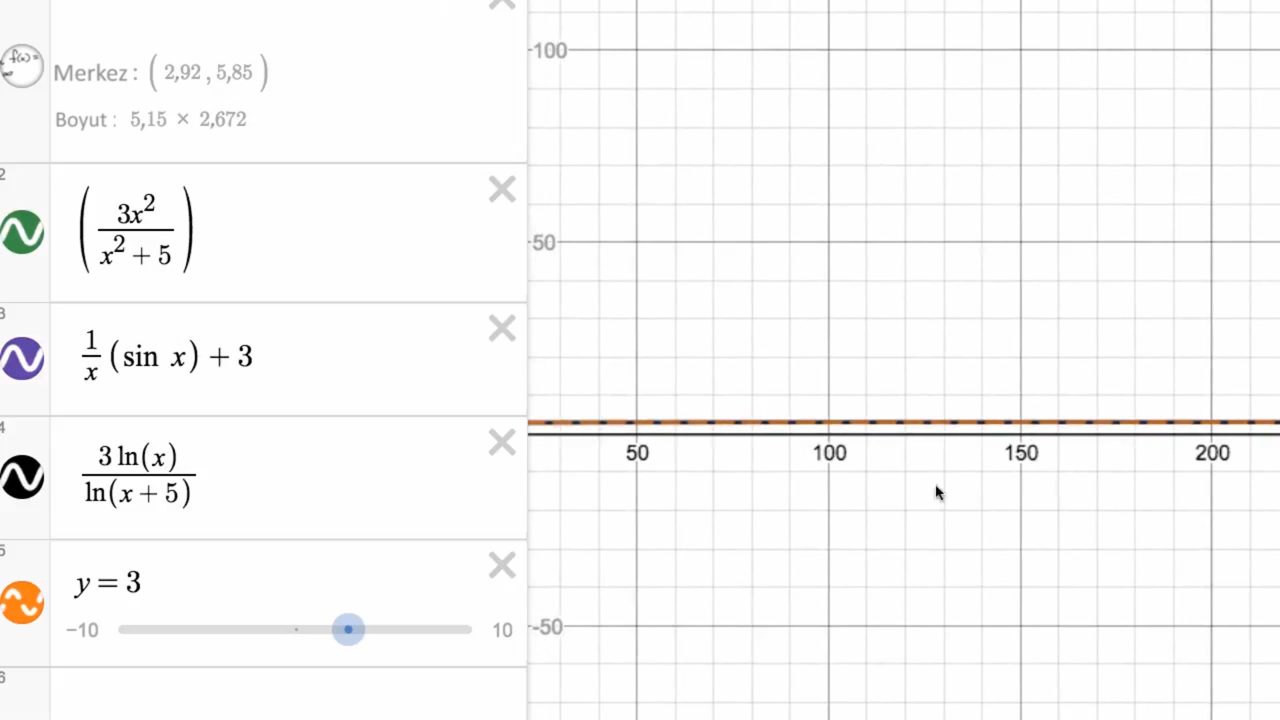 f(x)=
Merkez : ( 2,92 , 5,85 )
Boyut : 5,15 × 2,672
2
(3x^2 / (x^2 + 5))
3
1/x (sin x) + 3
4
3 ln(x) / ln(x + 5)
5
y = 3
−10
10
6
100
50
-50
50
100
150
200